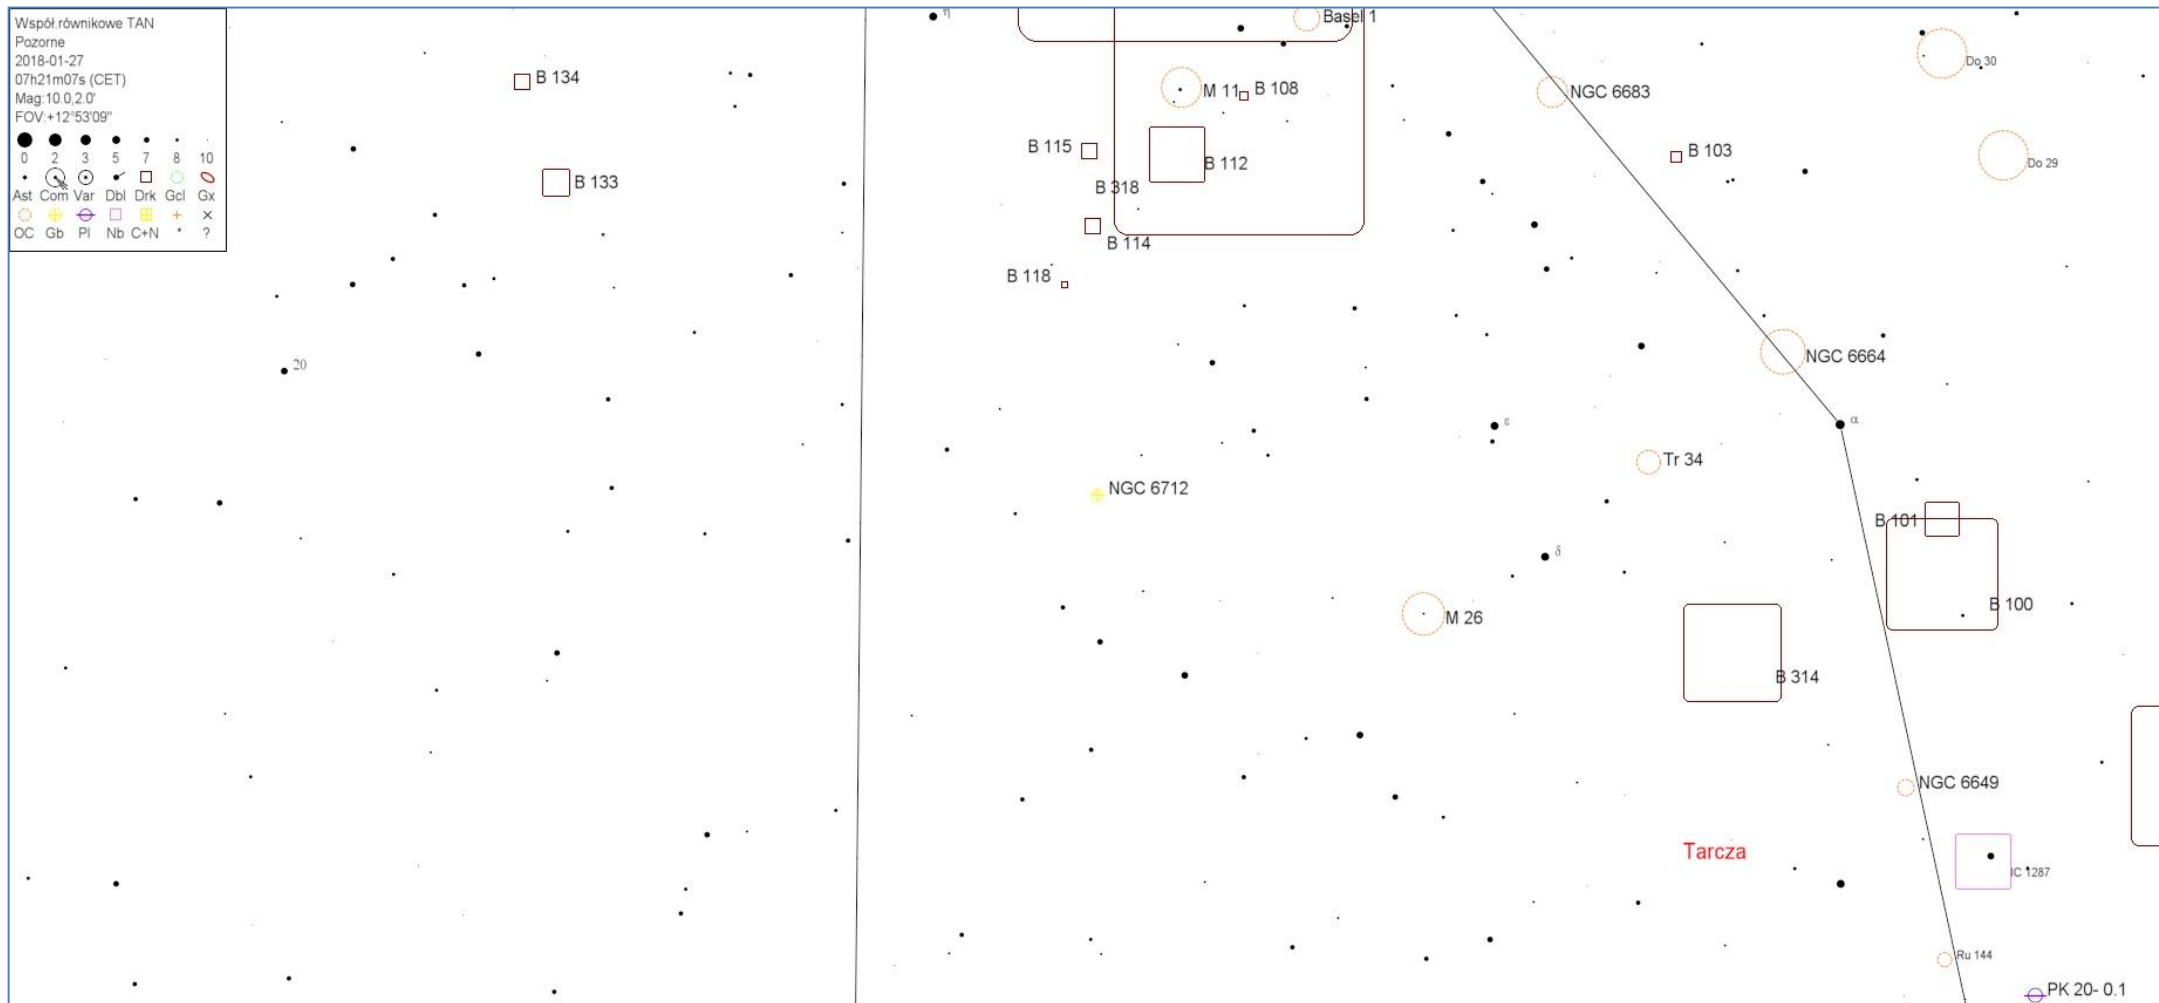 Współ.równikowe TAN
Pozorne
2018-01-27
07h21m07s (CET)
Mag:10.0,2.0'
FOV:+12°53'09"
0 2 3 5 7 8 10
Ast Com Var Dbl Drk Gcl Gx
OC Gb Pl Nb C+N * ?
η
Basel 1
Do 30
B 134
M 11
B 108
NGC 6683
B 115
B 112
B 103
Do 29
B 133
B 318
B 114
B 118
NGC 6664
20
ε
α
Tr 34
NGC 6712
B 101
δ
B 100
M 26
B 314
NGC 6649
Tarcza
IC 1287
Ru 144
PK 20- 0.1